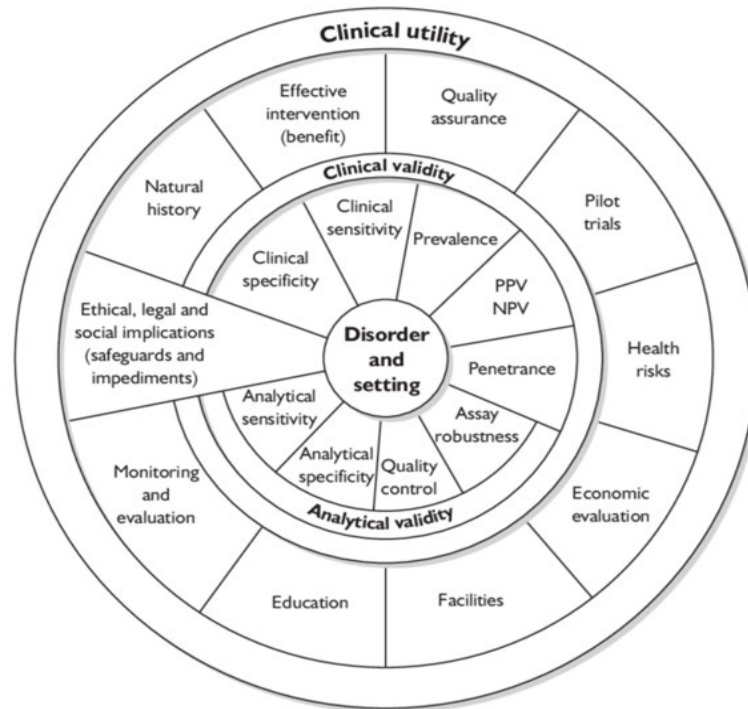 Clinical utility
Effective
intervention
(benefit)
Quality
assurance
Pilot
trials
Health
risks
Economic
evaluation
Facilities
Education
Monitoring
and
evaluation
Ethical, legal and
social implications
(safeguards and
impediments)
Natural
history
Clinical validity
Clinical
specificity
Clinical
sensitivity
Prevalence
PPV
NPV
Penetrance
Assay
robustness
Quality
control
Analytical
specificity
Analytical
sensitivity
Analytical validity
Disorder
and
setting